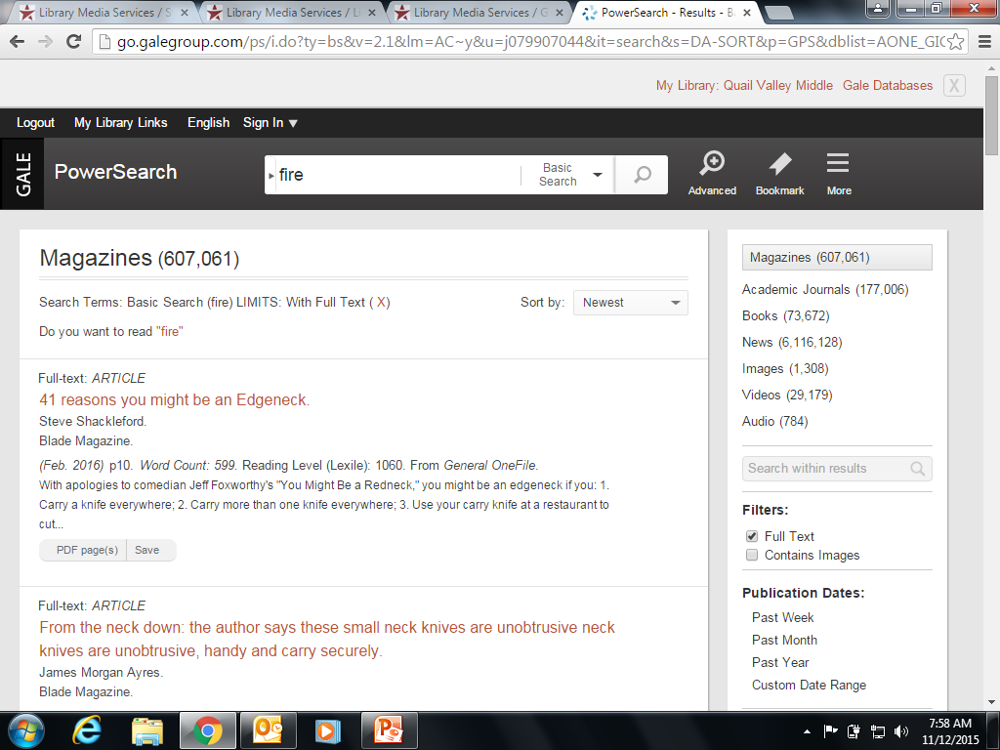 Library Media Services / S
Library Media Services / Li
Library Media Services / G
PowerSearch - Results - B
go.galegroup.com/ps/i.do?ty=bs&v=2.1&lm=AC~y&u=j079907044&it=search&s=DA-SORT&p=GPS&dblist=AONE_GIC
My Library: Quail Valley Middle Gale Databases X
Logout My Library Links English Sign In
GALE
PowerSearch
fire
Basic
Search
Advanced Bookmark More
Magazines (607,061)
Search Terms: Basic Search (fire) LIMITS: With Full Text ( X)
Sort by: Newest
Do you want to read "fire"
Full-text: ARTICLE
41 reasons you might be an Edgeneck.
Steve Shackleford.
Blade Magazine.
(Feb. 2016) p10. Word Count: 599. Reading Level (Lexile): 1060. From General OneFile.
With apologies to comedian Jeff Foxworthy's "You Might Be a Redneck," you might be an edgeneck if you: 1.
Carry a knife everywhere; 2. Carry more than one knife everywhere; 3. Use your carry knife at a restaurant to
cut...
PDF page(s) Save
Full-text: ARTICLE
From the neck down: the author says these small neck knives are unobtrusive neck
knives are unobtrusive, handy and carry securely.
James Morgan Ayres.
Blade Magazine.
Magazines (607,061)
Academic Journals (177,006)
Books (73,672)
News (6,116,128)
Images (1,308)
Videos (29,179)
Audio (784)
Search within results
Filters:
Full Text
Contains Images
Publication Dates:
Past Week
Past Month
Past Year
Custom Date Range
7:58 AM
11/12/2015